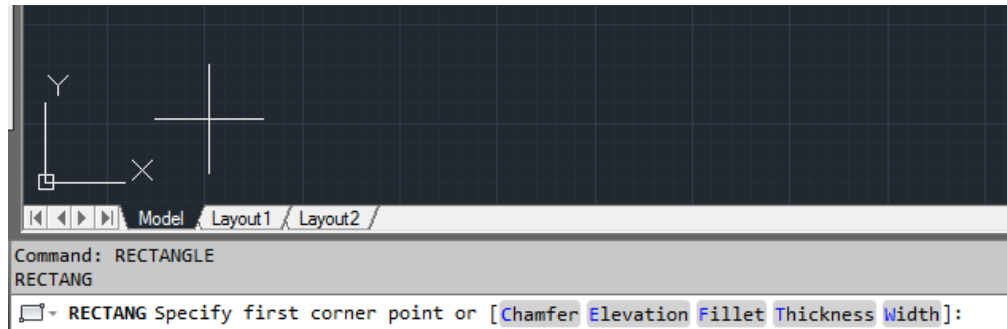 Y
X
Model Layout1 Layout2
Command: RECTANGLE
RECTANG
RECTANG Specify first corner point or [Chamfer Elevation Fillet Thickness Width]: